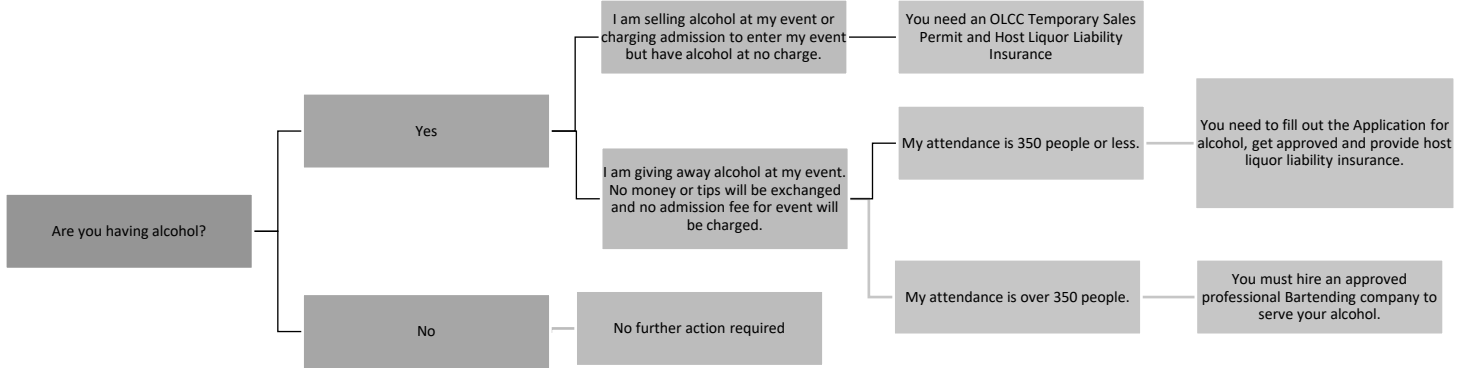 Are you having alcohol?
Yes
I am selling alcohol at my event or
charging admission to enter my event
but have alcohol at no charge.
You need an OLCC Temporary Sales
Permit and Host Liquor Liability
Insurance
I am giving away alcohol at my event.
No money or tips will be exchanged
and no admission fee for event will
be charged.
My attendance is 350 people or less.
You need to fill out the Application for
alcohol, get approved and provide host
liquor liability insurance.
My attendance is over 350 people.
You must hire an approved
professional Bartending company to
serve your alcohol.
No
No further action required